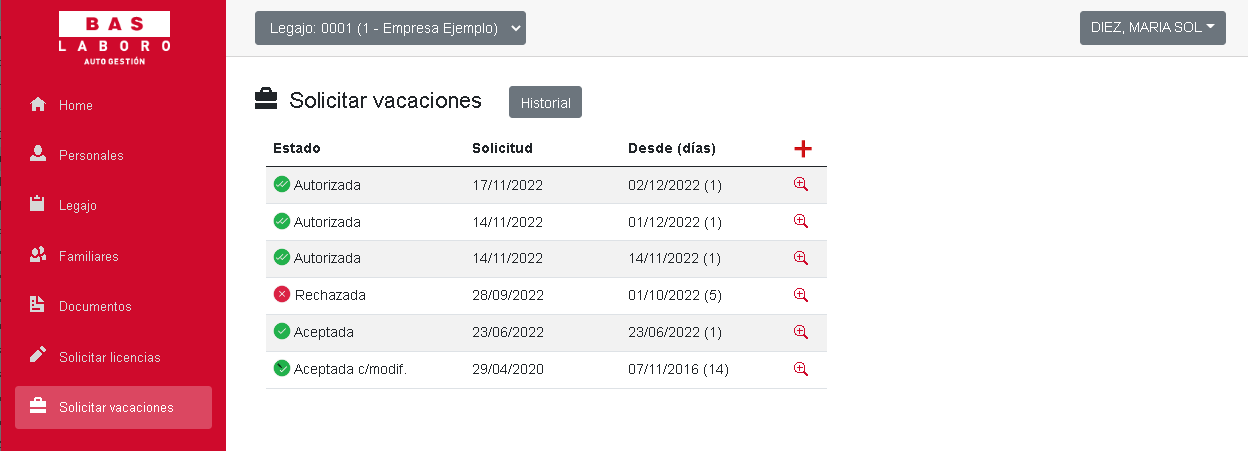 BAS
LABORO
AUTOGESTIÓN
Legajo: 0001 (1 - Empresa Ejemplo)
DIEZ, MARIA SOL
Home
Personales
Legajo
Familiares
Documentos
Solicitar licencias
Solicitar vacaciones
Solicitar vacaciones
Historial
Estado Solicitud Desde (días)
Autorizada 17/11/2022 02/12/2022 (1)
Autorizada 14/11/2022 01/12/2022 (1)
Autorizada 14/11/2022 14/11/2022 (1)
Rechazada 28/09/2022 01/10/2022 (5)
Aceptada 23/06/2022 23/06/2022 (1)
Aceptada c/modif. 29/04/2020 07/11/2016 (14)